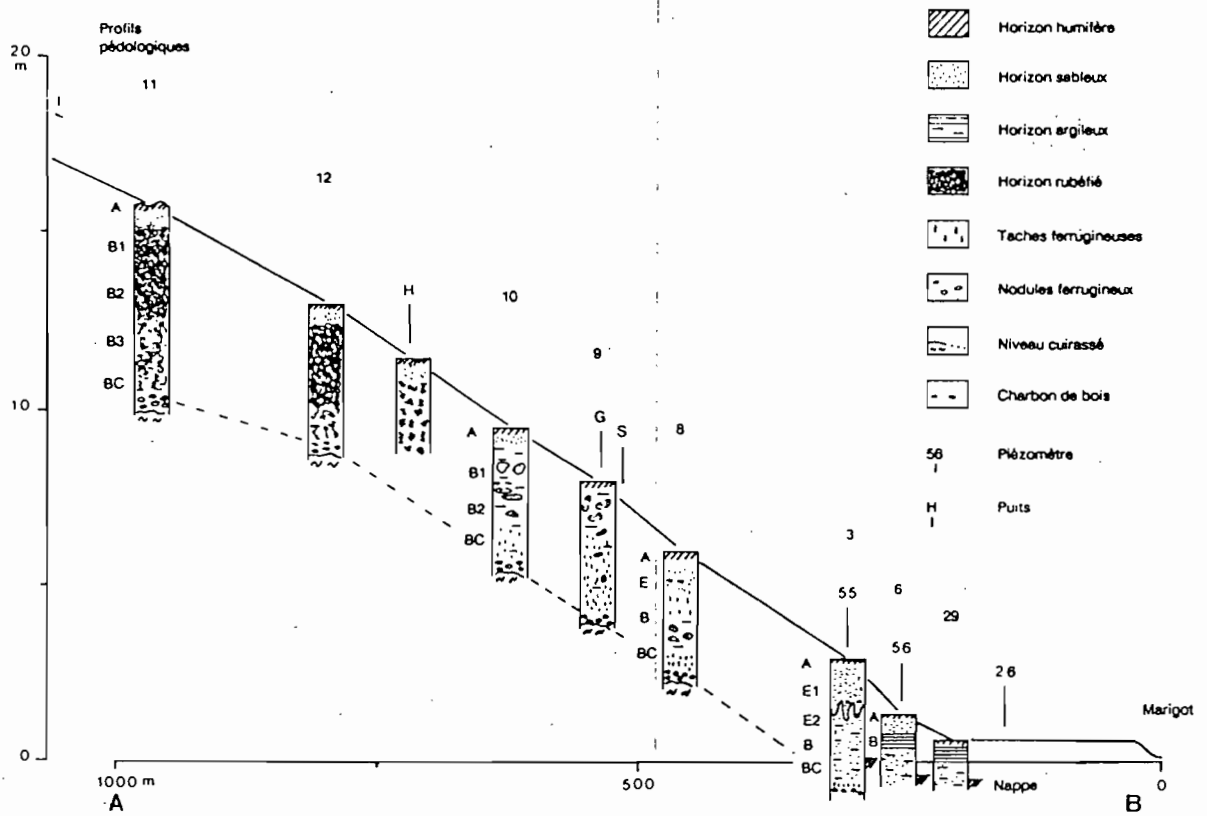 Profils
pédologiques
20
m
10
0
I
11
12
H
10
9
G
S
8
3
55
6
56
29
26
Marigot
A
B1
B2
B3
BC
A
B1
B2
BC
A
E
B
BC
A
E1
E2
B
BC
A
B
Nappe
1000 m
500
0
A
B
Horizon humifère
Horizon sableux
Horizon argileux
Horizon rubéfié
Taches ferrugineuses
Nodules ferrugineux
Niveau cuirassé
Charbon de bois
56
Piézomètre
H
Puits